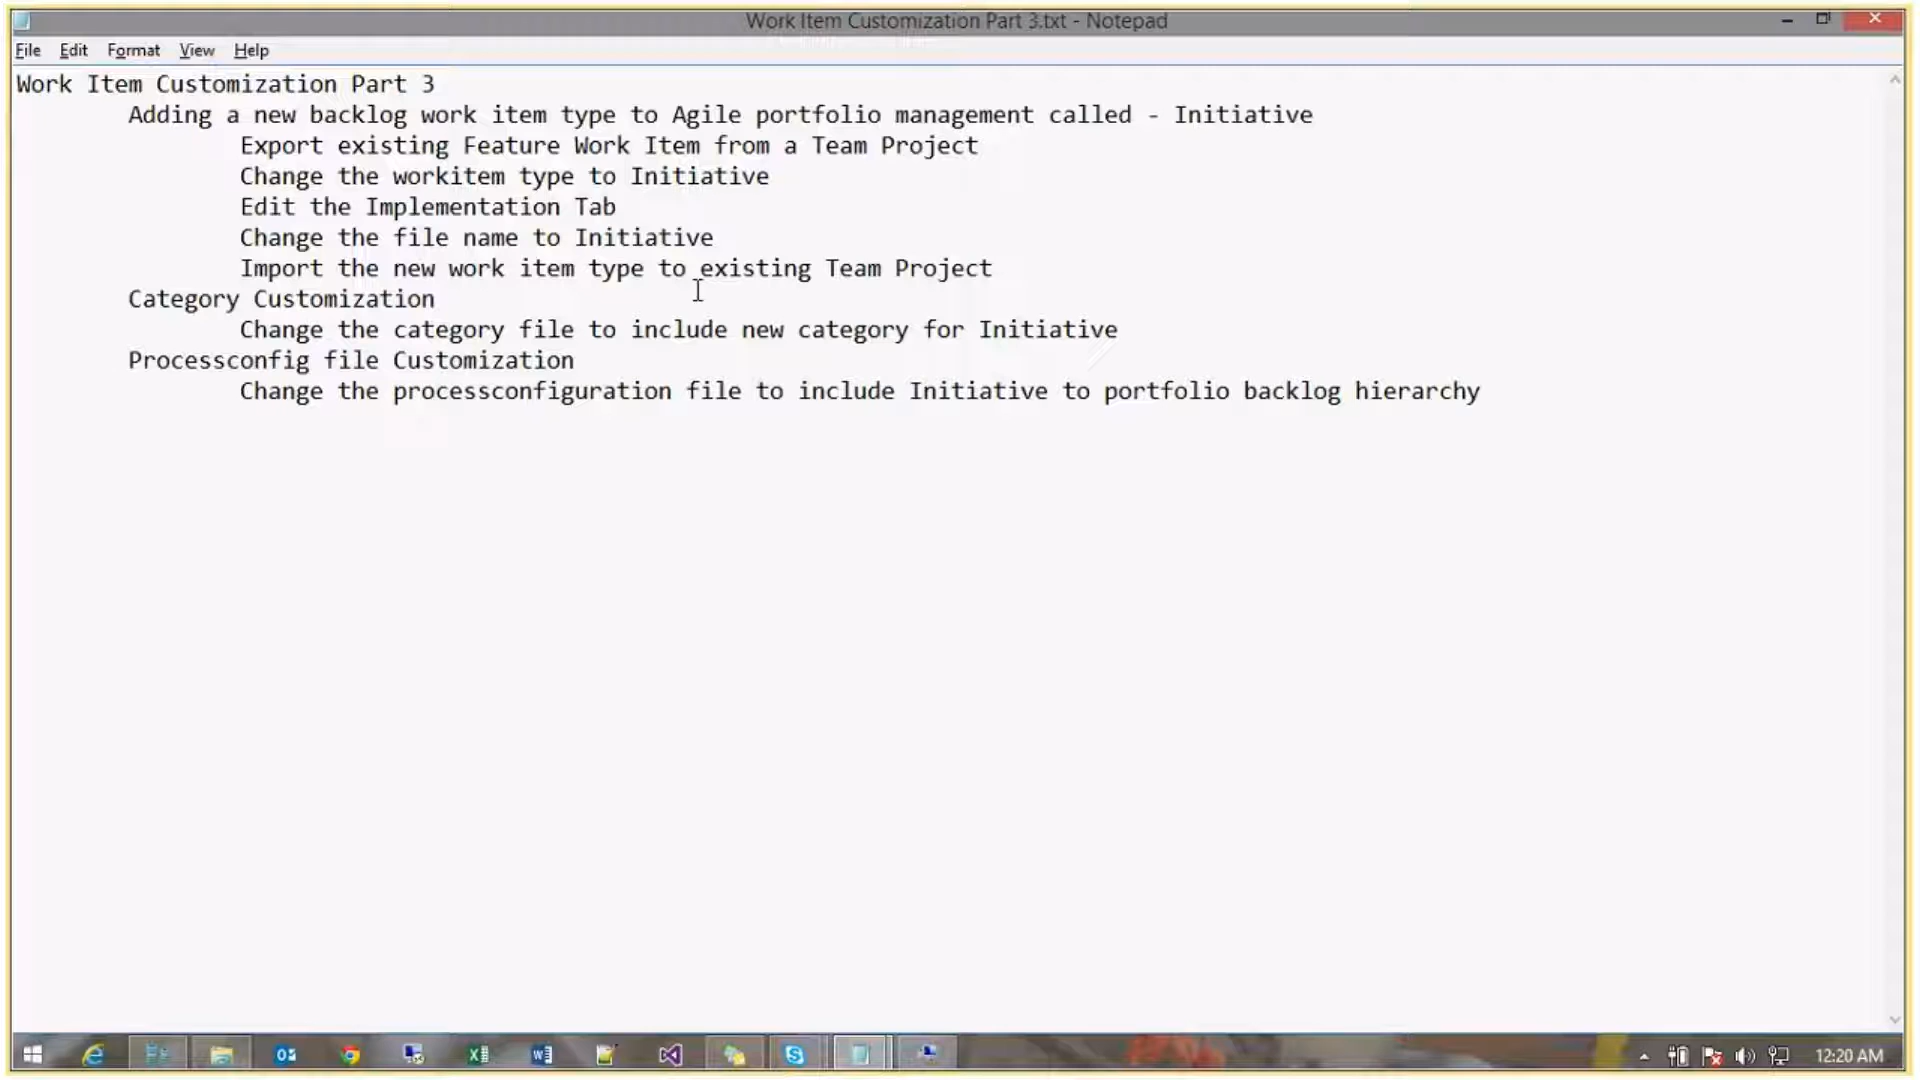 Work Item Customization Part 3.txt - Notepad
File Edit Format View Help
Work Item Customization Part 3
Adding a new backlog work item type to Agile portfolio management called - Initiative
Export existing Feature Work Item from a Team Project
Change the workitem type to Initiative
Edit the Implementation Tab
Change the file name to Initiative
Import the new work item type to existing Team Project
Category Customization
Change the category file to include new category for Initiative
Processconfig file Customization
Change the processconfiguration file to include Initiative to portfolio backlog hierarchy
12:20 AM